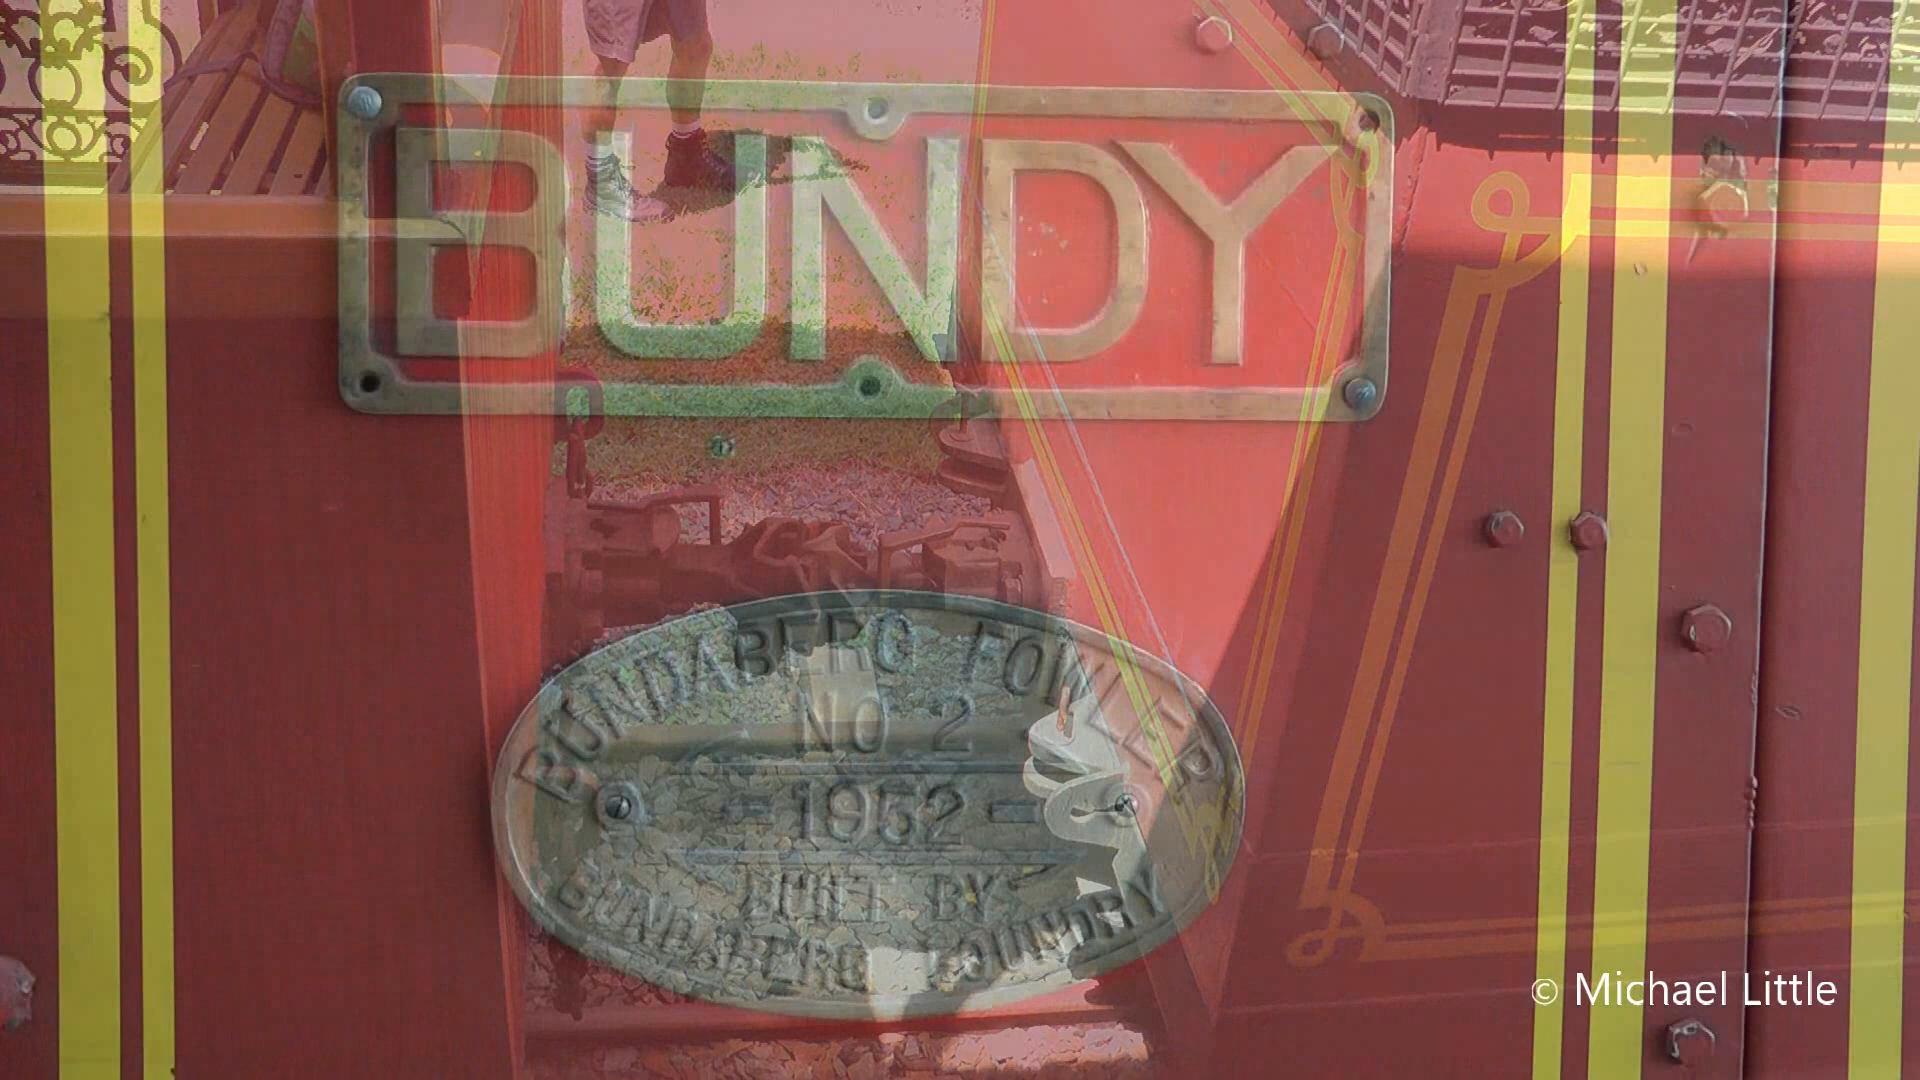 BUNDY
BUNDABERG FOWLER
NO 2
- 1952 -
BUILT BY
BUNDABERG FOUNDRY
© Michael Little